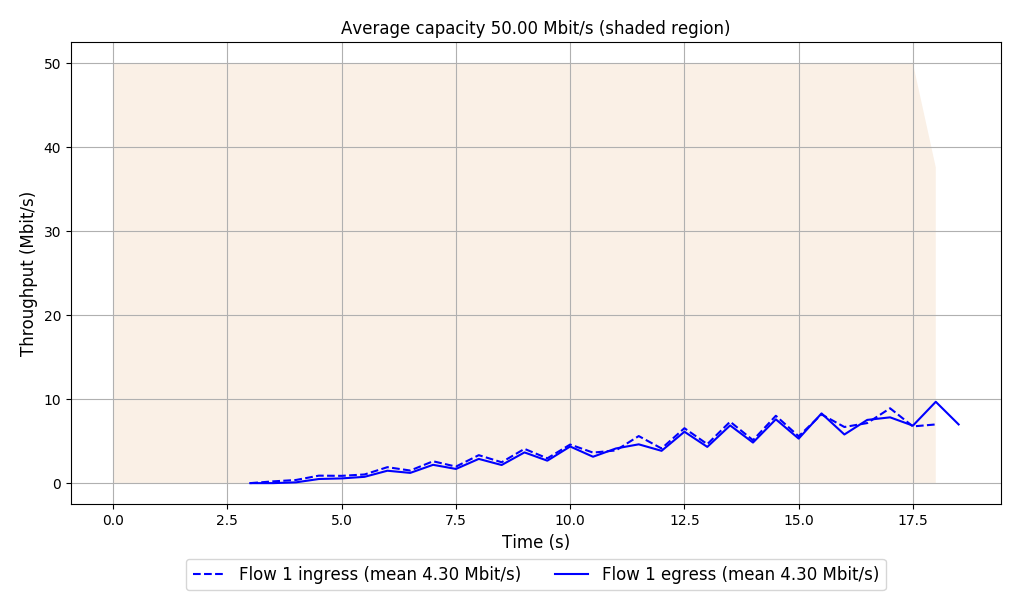 Average capacity 50.00 Mbit/s (shaded region)
Throughput (Mbit/s)
50
40
30
20
10
0
0.0 2.5 5.0 7.5 10.0 12.5 15.0 17.5
Time (s)
Flow 1 ingress (mean 4.30 Mbit/s) Flow 1 egress (mean 4.30 Mbit/s)